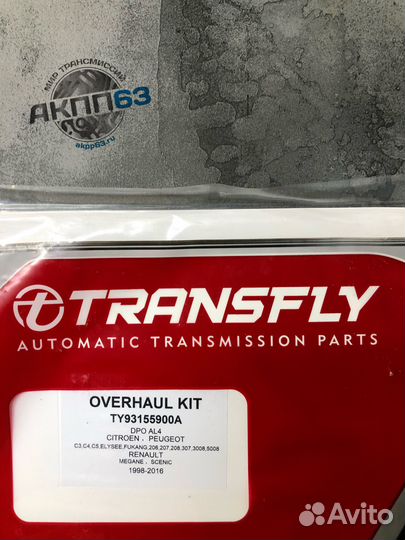 МИР ТРАНСМИССИЙ
АКПП63
akpp63.ru
TRANSFLY
AUTOMATIC TRANSMISSION PARTS
OVERHAUL KIT
TY93155900A
DPO AL4
CITROEN , PEUGEOT
C3,C4,C5,ELYSEE,FUKANG,206,207,208,307,3008,5008
RENAULT
MEGANE , SCENIC
1998-2016
Avito